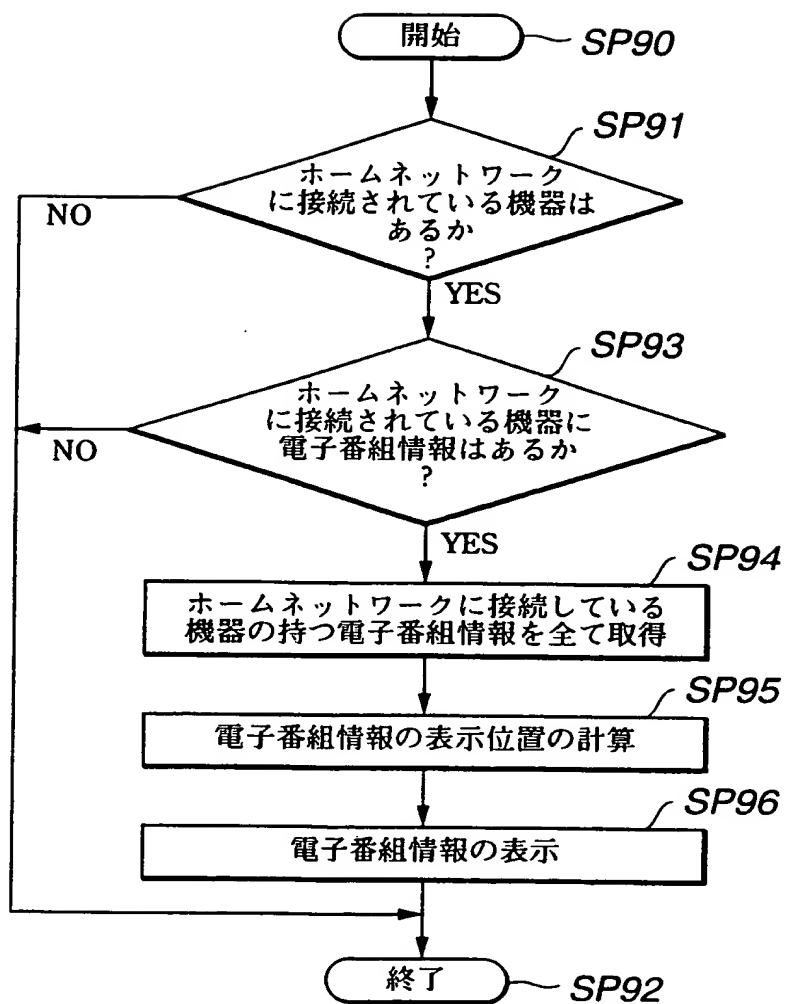 開始
SP90
SP91
ホームネットワーク
に接続されている機器は
あるか
?
NO
YES
SP93
ホームネットワーク
に接続されている機器に
電子番組情報はあるか
?
NO
YES
SP94
ホームネットワークに接続している
機器の持つ電子番組情報を全て取得
SP95
電子番組情報の表示位置の計算
SP96
電子番組情報の表示
終了
SP92